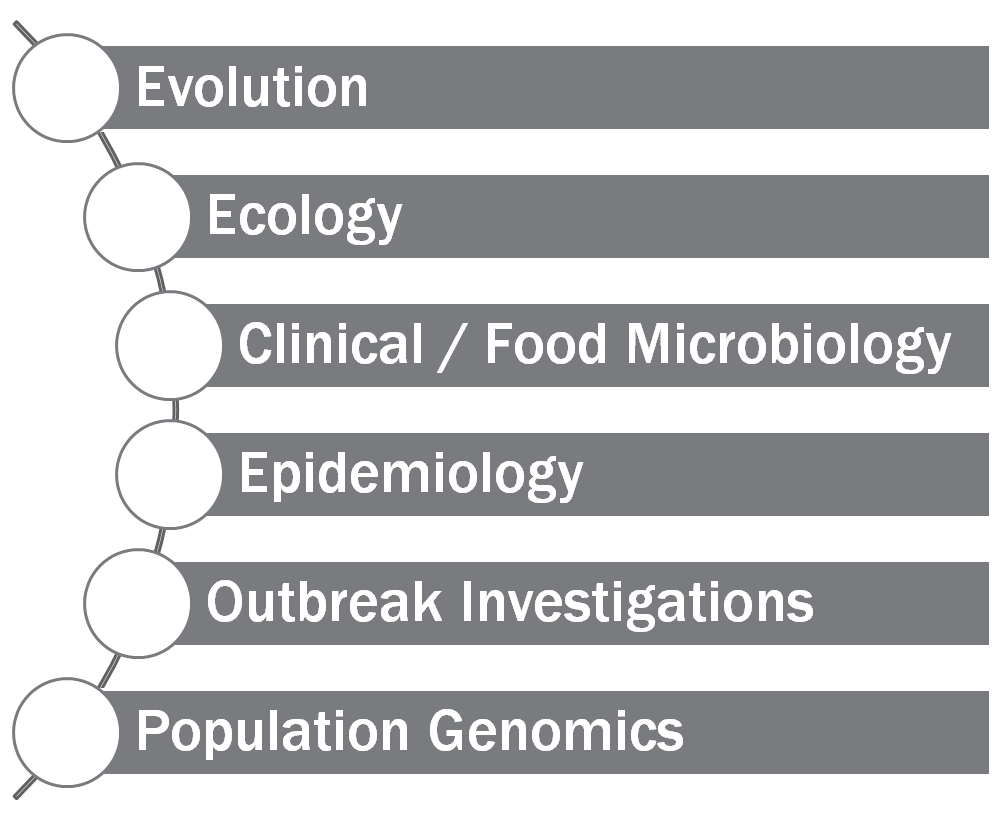 Evolution
Ecology
Clinical / Food Microbiology
Epidemiology
Outbreak Investigations
Population Genomics